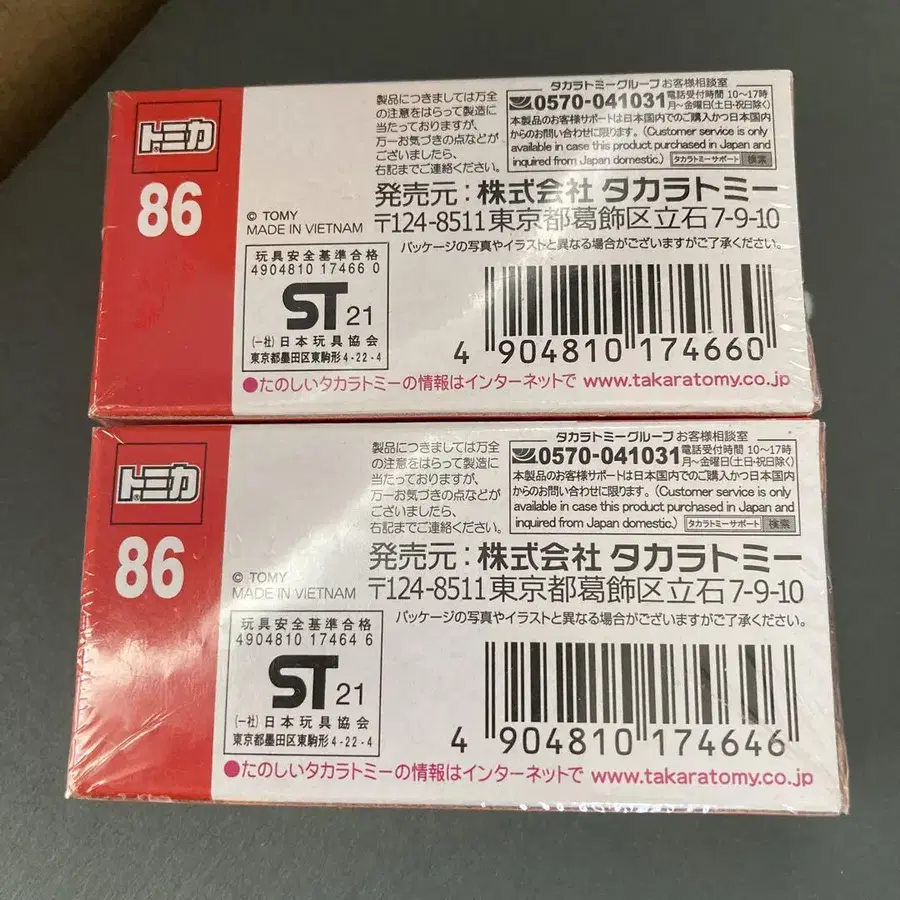 トミカ
86
© TOMY
MADE IN VIETNAM
製品につきましては万全
の注意をはらって製造に
当たっておりますが、
万一お気づきの点などが
ございましたら、
右記までご連絡ください。
タカラトミーグループ お客様相談室
0570-041031 電話受付時間 10〜17時
月〜金曜日(土・日・祝日除く)
本製品のお客様サポートは日本国内でのご購入かつ日本国内
からのお問い合わせに限ります。(Customer service is only
available in case this product purchased in Japan and
inquired from Japan domestic.) タカラトミーサポート 検索
発売元：株式会社 タカラトミー
〒124-8511 東京都葛飾区立石7-9-10
パッケージの写真やイラストと異なる場合がございますがご了承ください。
玩具安全基準合格
4904810 17466 0
ST 21
(一社)日本玩具協会
東京都墨田区東駒形4-22-4
4 904810 174660
●たのしいタカラトミーの情報はインターネットで www.takaratomy.co.jp
トミカ
86
© TOMY
MADE IN VIETNAM
製品につきましては万全
の注意をはらって製造に
当たっておりますが、
万一お気づきの点などが
ございましたら、
右記までご連絡ください。
タカラトミーグループ お客様相談室
0570-041031 電話受付時間 10〜17時
月〜金曜日(土・日・祝日除く)
本製品のお客様サポートは日本国内でのご購入かつ日本国内
からのお問い合わせに限ります。(Customer service is only
available in case this product purchased in Japan and
inquired from Japan domestic.) タカラトミーサポート 検索
発売元：株式会社 タカラトミー
〒124-8511 東京都葛飾区立石7-9-10
パッケージの写真やイラストと異なる場合がございますがご了承ください。
玩具安全基準合格
4904810 17464 6
ST 21
(一社)日本玩具協会
東京都墨田区東駒形4-22-4
4 904810 174646
●たのしいタカラトミーの情報はインターネットで www.takaratomy.co.jp